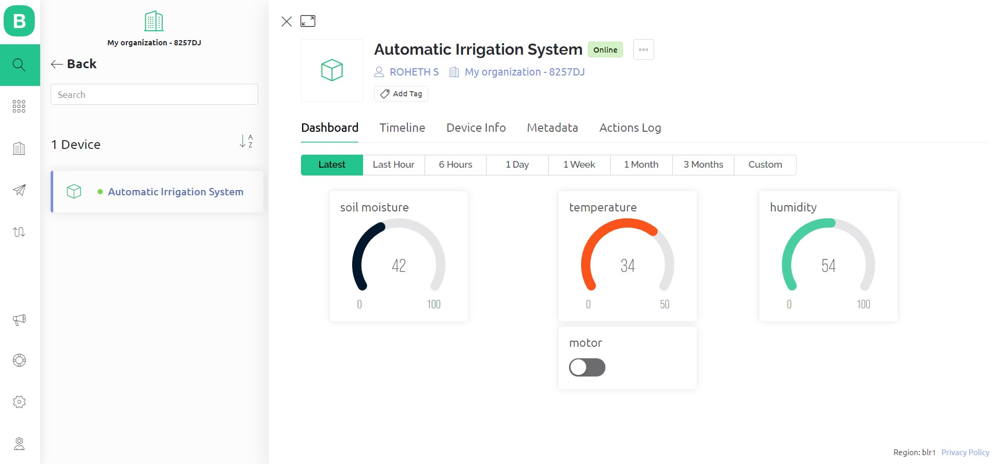 B
My organization - 8257DJ
Back
Search
1 Device
A
Z
Automatic Irrigation System
Automatic Irrigation System Online
ROHETH S My organization - 8257DJ
Add Tag
Dashboard Timeline Device Info Metadata Actions Log
Latest Last Hour 6 Hours 1 Day 1 Week 1 Month 3 Months Custom
soil moisture
42
0 100
temperature
34
0 50
humidity
54
0 100
motor
Region: blr1 Privacy Policy